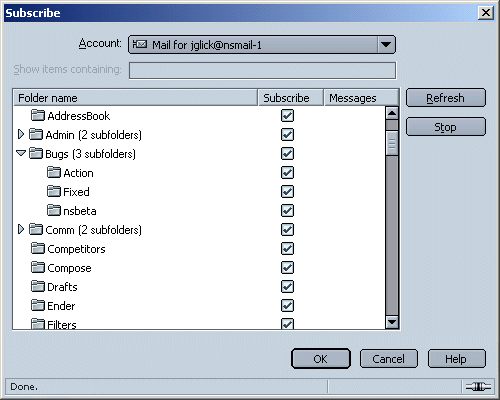 Subscribe
Account: Mail for jglick@nsmail-1
Show items containing:
Folder name Subscribe Messages
AddressBook
Admin (2 subfolders)
Bugs (3 subfolders)
Action
Fixed
nsbeta
Comm (2 subfolders)
Competitors
Compose
Drafts
Ender
Filters
Refresh
Stop
OK Cancel Help
Done.